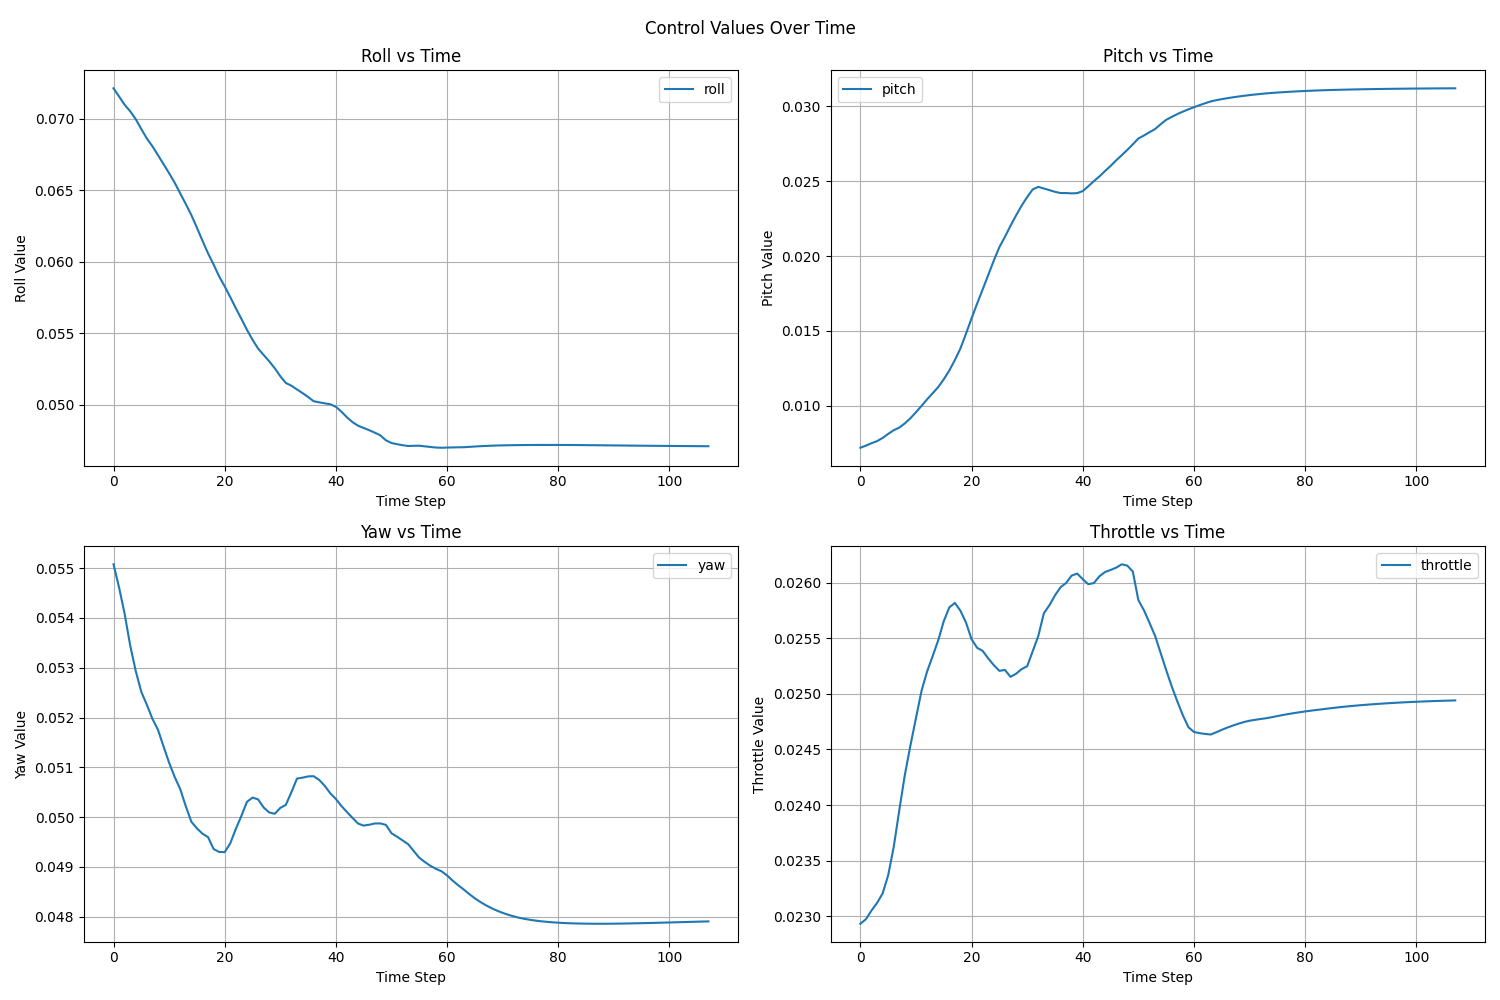 Control Values Over Time
Roll vs Time
roll
0.070
0.065
0.060
0.055
0.050
Roll Value
0 20 40 60 80 100
Time Step
Pitch vs Time
pitch
0.030
0.025
0.020
0.015
0.010
Pitch Value
0 20 40 60 80 100
Time Step
Yaw vs Time
yaw
0.055
0.054
0.053
0.052
0.051
0.050
0.049
0.048
Yaw Value
0 20 40 60 80 100
Time Step
Throttle vs Time
throttle
0.0260
0.0255
0.0250
0.0245
0.0240
0.0235
0.0230
Throttle Value
0 20 40 60 80 100
Time Step